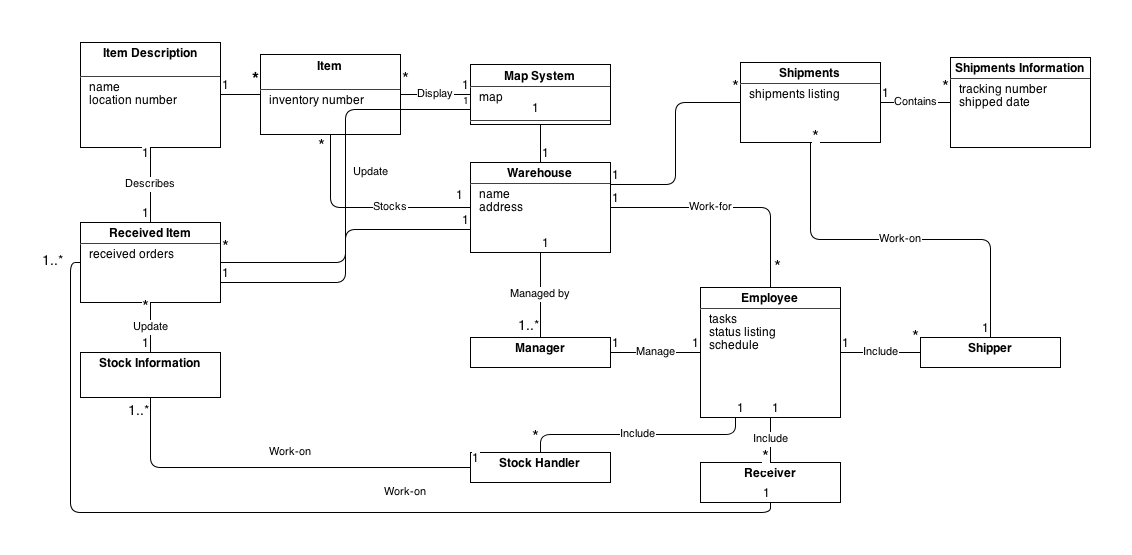 Item Description
name
location number
1
*
Item
inventory number
*
Display
1
1
Map System
map
1
*
Shipments
shipments listing
1
Contains
*
Shipments Information
tracking number
shipped date
*
1
Describes
1
*
Update
Stocks
1
1
1
Warehouse
name
address
1
1
1
Work-for
*
Work-on
1
Received Item
received orders
*
1
1..*
*
Update
1
Stock Information
1..*
Managed by
1..*
Manager
1
Manage
1
Employee
tasks
status listing
schedule
1
1
1
Include
*
Shipper
Include
*
Include
*
Work-on
1
Stock Handler
Receiver
1
Work-on